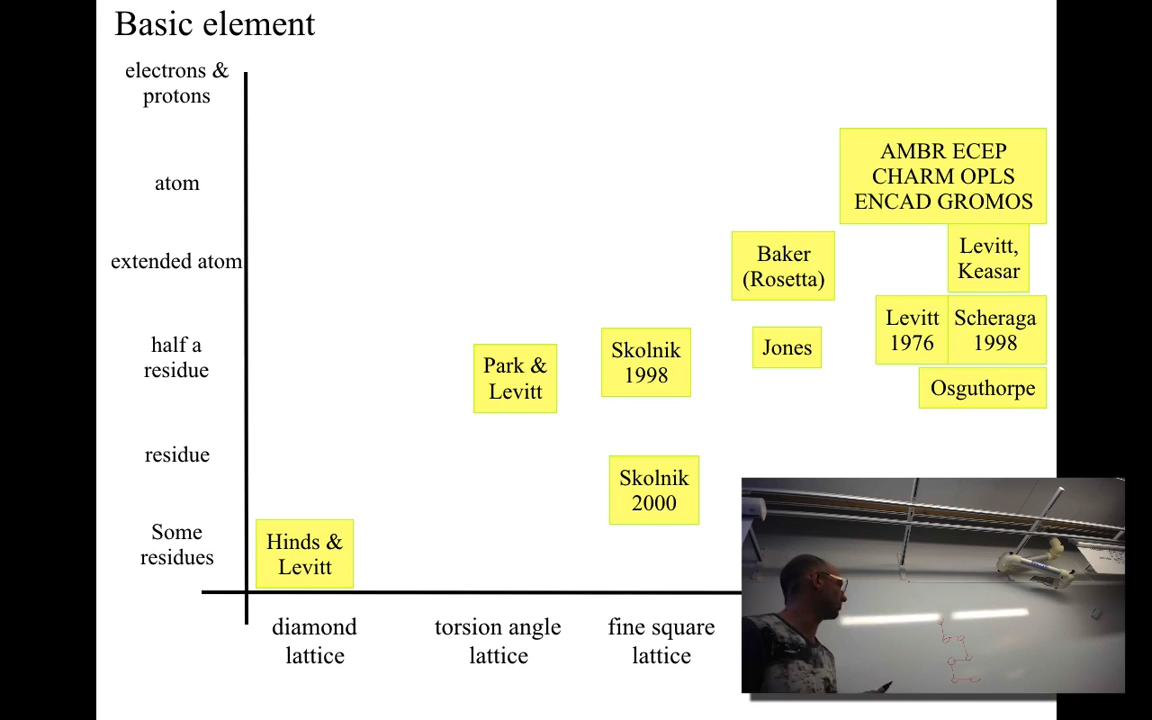 Basic element
electrons &
protons
atom
extended atom
half a
residue
residue
Some
residues
AMBR ECEP
CHARM OPLS
ENCAD GROMOS
Baker
(Rosetta)
Levitt,
Keasar
Levitt
1976
Scheraga
1998
Jones
Osguthorpe
Park &
Levitt
Skolnik
1998
Skolnik
2000
Hinds &
Levitt
diamond
lattice
torsion angle
lattice
fine square
lattice